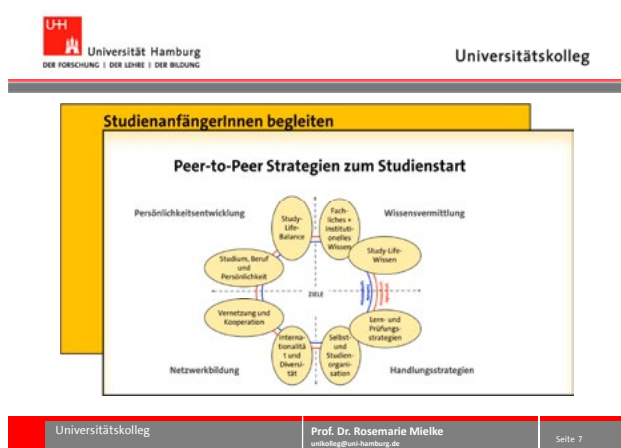 UHH
Universität Hamburg
DER FORSCHUNG | DER LEHRE | DER BILDUNG
Universitätskolleg
StudienanfängerInnen begleiten
Peer-to-Peer Strategien zum Studienstart
Persönlichkeitsentwicklung
Wissensvermittlung
Study-
Life-
Balance
Fach-
liches +
Instituti-
onelles
Wissen
Studium, Beruf
und
Persönlichkeit
Study-Life-
Wissen
ZIELE
Vernetzung und
Kooperation
Lern- und
Prüfungs-
strategien
Interna-
tionalitä
t und
Diversi-
tät
Selbst-
und
Studien-
organi-
sation
Netzwerkbildung
Handlungsstrategien
Universitätskolleg
Prof. Dr. Rosemarie Mielke
unikolleg@uni-hamburg.de
Seite 7